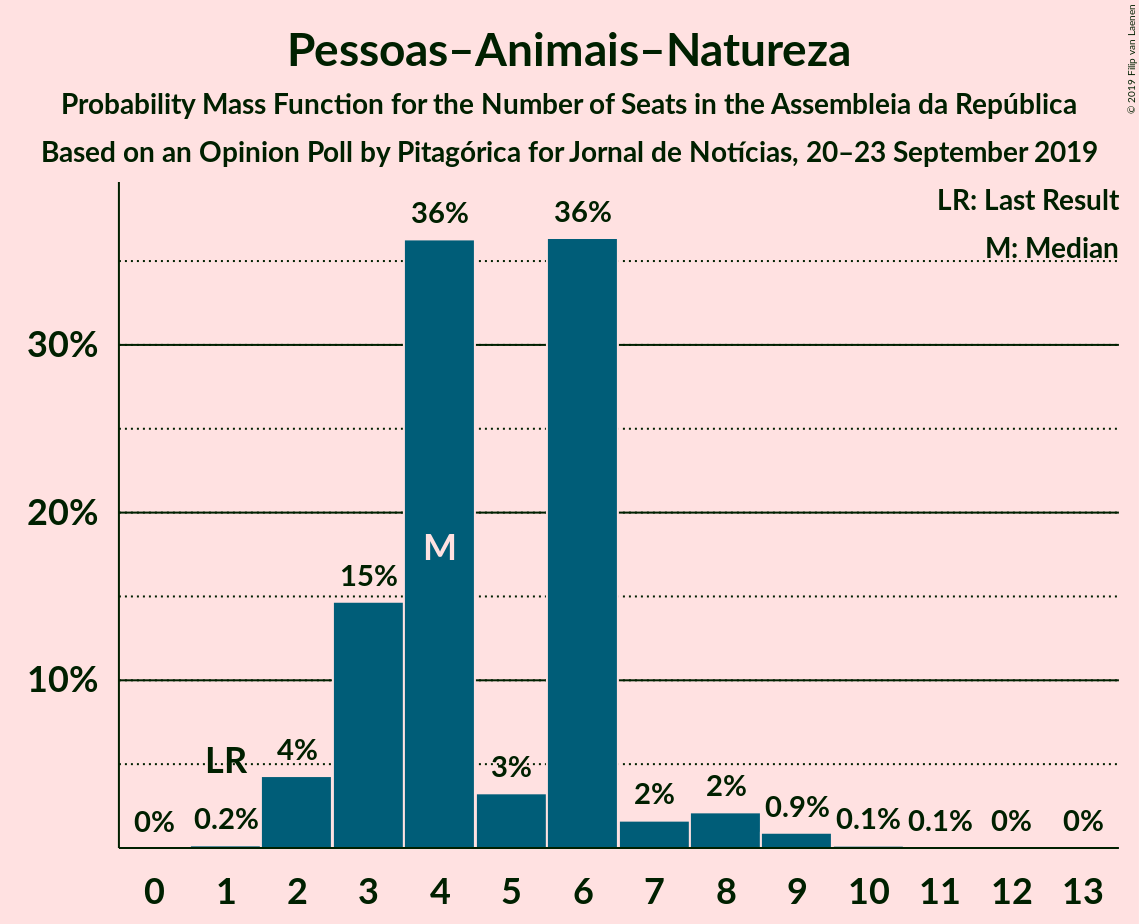 Pessoas–Animais–Natureza
Probability Mass Function for the Number of Seats in the Assembleia da República
Based on an Opinion Poll by Pitagórica for Jornal de Notícias, 20–23 September 2019
© 2019 Filip van Laenen
LR: Last Result
M: Median
36%
36%
30%
20%
M
15%
10%
LR
4%
3%
2%
2%
0.9%
0%
0.2%
0.1%
0.1%
0%
0%
0 1 2 3 4 5 6 7 8 9 10 11 12 13